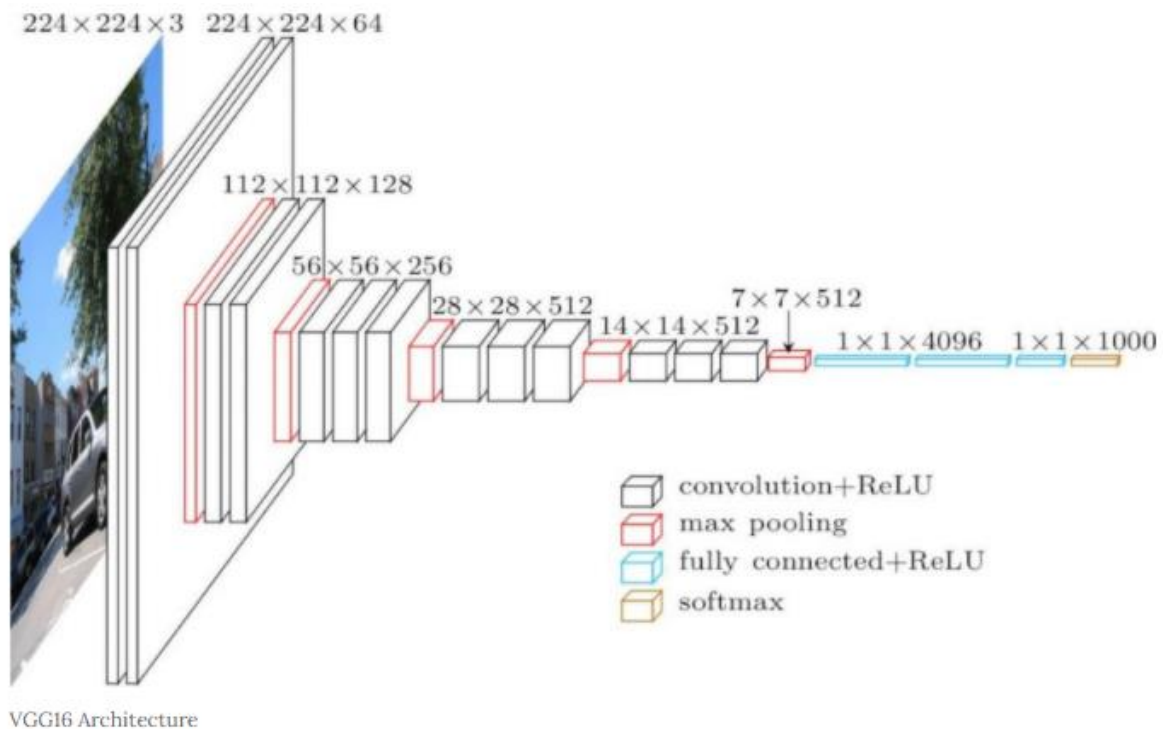 224×224×3 224×224×64
112×112×128
56×56×256
28×28×512
14×14×512
7×7×512
1×1×4096 1×1×1000
convolution+ReLU
max pooling
fully connected+ReLU
softmax
VGG16 Architecture